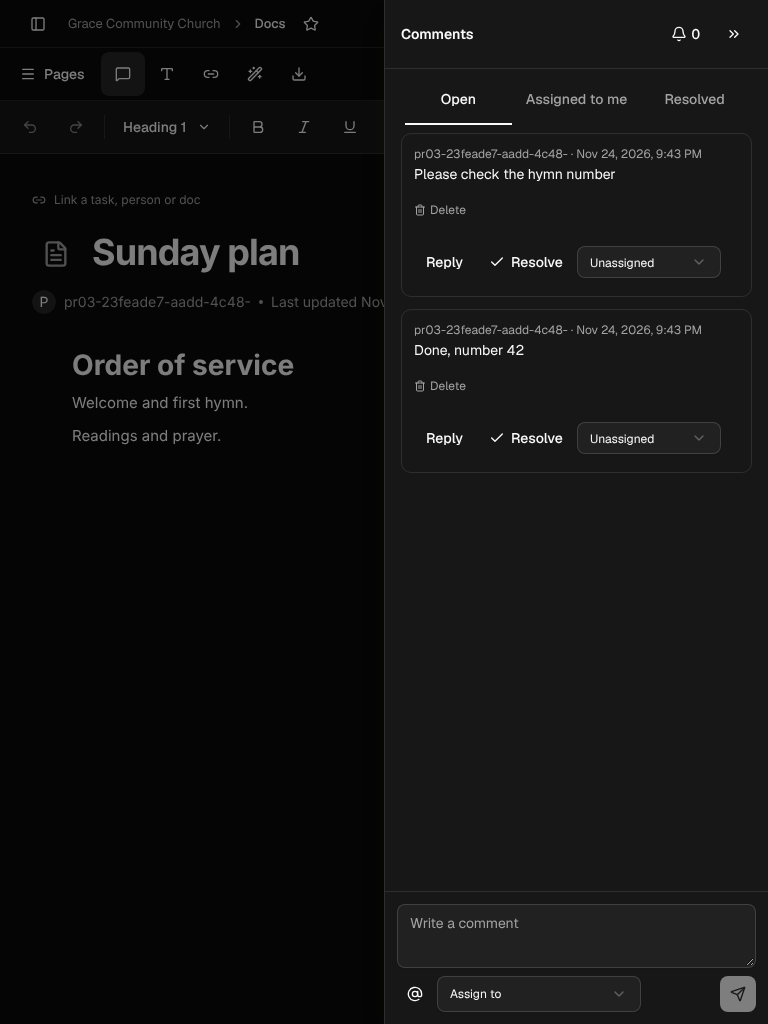 Grace Community Church > Docs
Pages
Heading 1
B I U
Link a task, person or doc
Sunday plan
P pr03-23feade7-aadd-4c48- • Last updated Nov
Order of service
Welcome and first hymn.
Readings and prayer.
Comments
0
Open Assigned to me Resolved
pr03-23feade7-aadd-4c48- · Nov 24, 2026, 9:43 PM
Please check the hymn number
Delete
Reply Resolve Unassigned
pr03-23feade7-aadd-4c48- · Nov 24, 2026, 9:43 PM
Done, number 42
Delete
Reply Resolve Unassigned
Write a comment
@ Assign to